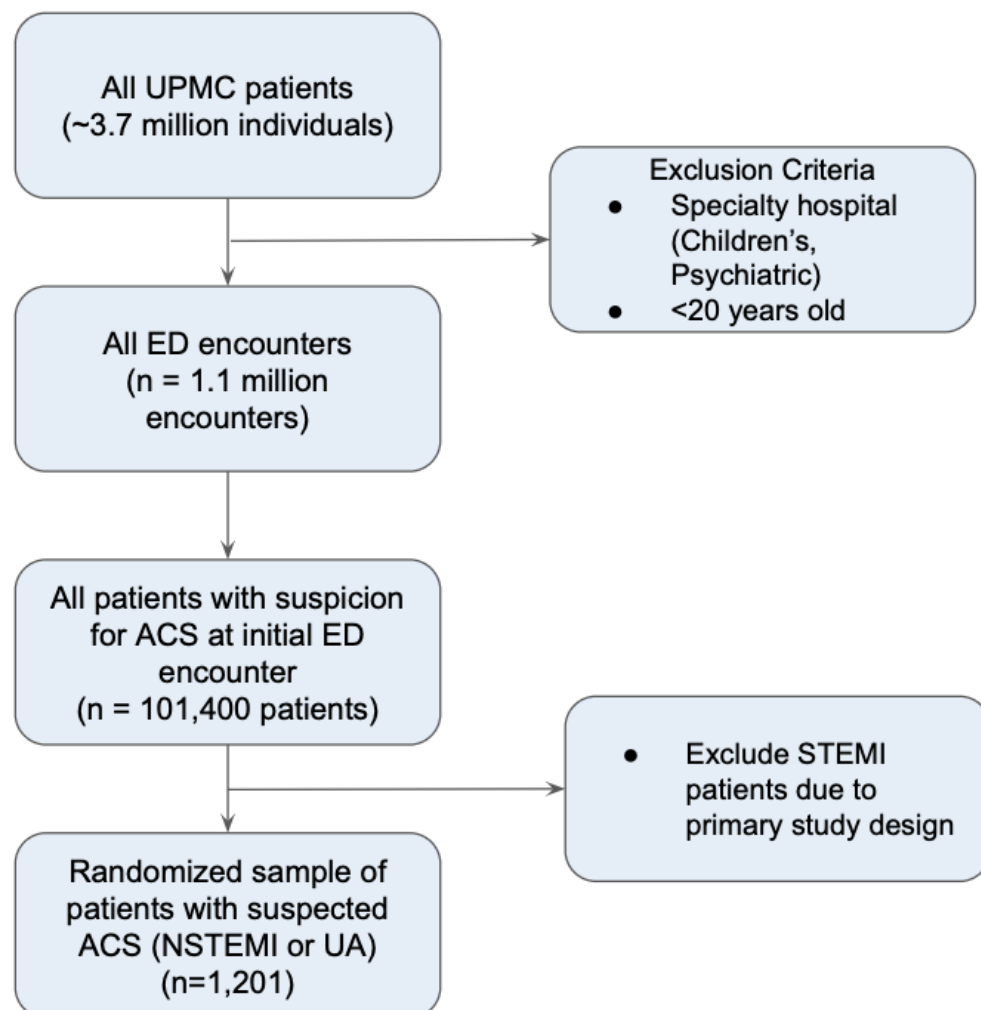 All UPMC patients
(~3.7 million individuals)
Exclusion Criteria
● Specialty hospital
(Children's,
Psychiatric)
● <20 years old
All ED encounters
(n = 1.1 million
encounters)
All patients with suspicion
for ACS at initial ED
encounter
(n = 101,400 patients)
● Exclude STEMI
patients due to
primary study design
Randomized sample of
patients with suspected
ACS (NSTEMI or UA)
(n=1,201)